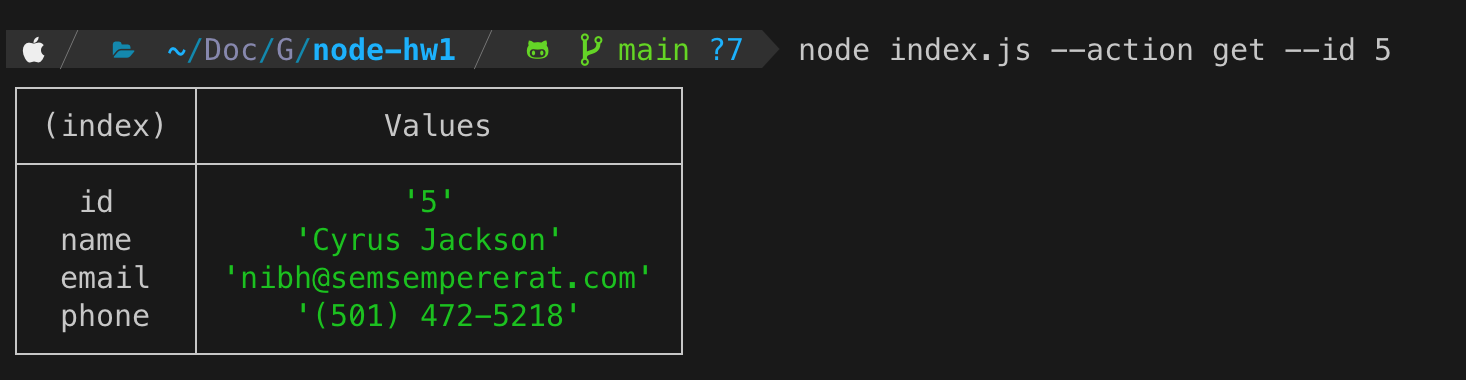 ~/Doc/G/node-hw1 main ?7 node index.js --action get --id 5
(index) Values
id '5'
name 'Cyrus Jackson'
email 'nibh@semsempererat.com'
phone '(501) 472-5218'